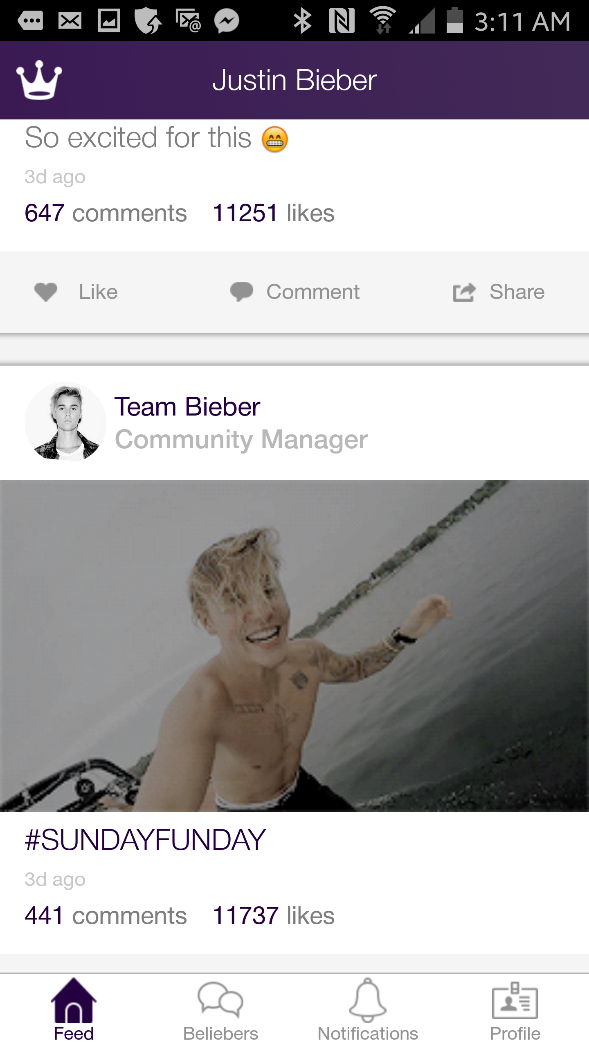 3:11 AM
Justin Bieber
So excited for this 😁
3d ago
647 comments 11251 likes
Like Comment Share
Team Bieber
Community Manager
#SUNDAYFUNDAY
3d ago
441 comments 11737 likes
Feed Beliebers Notifications Profile